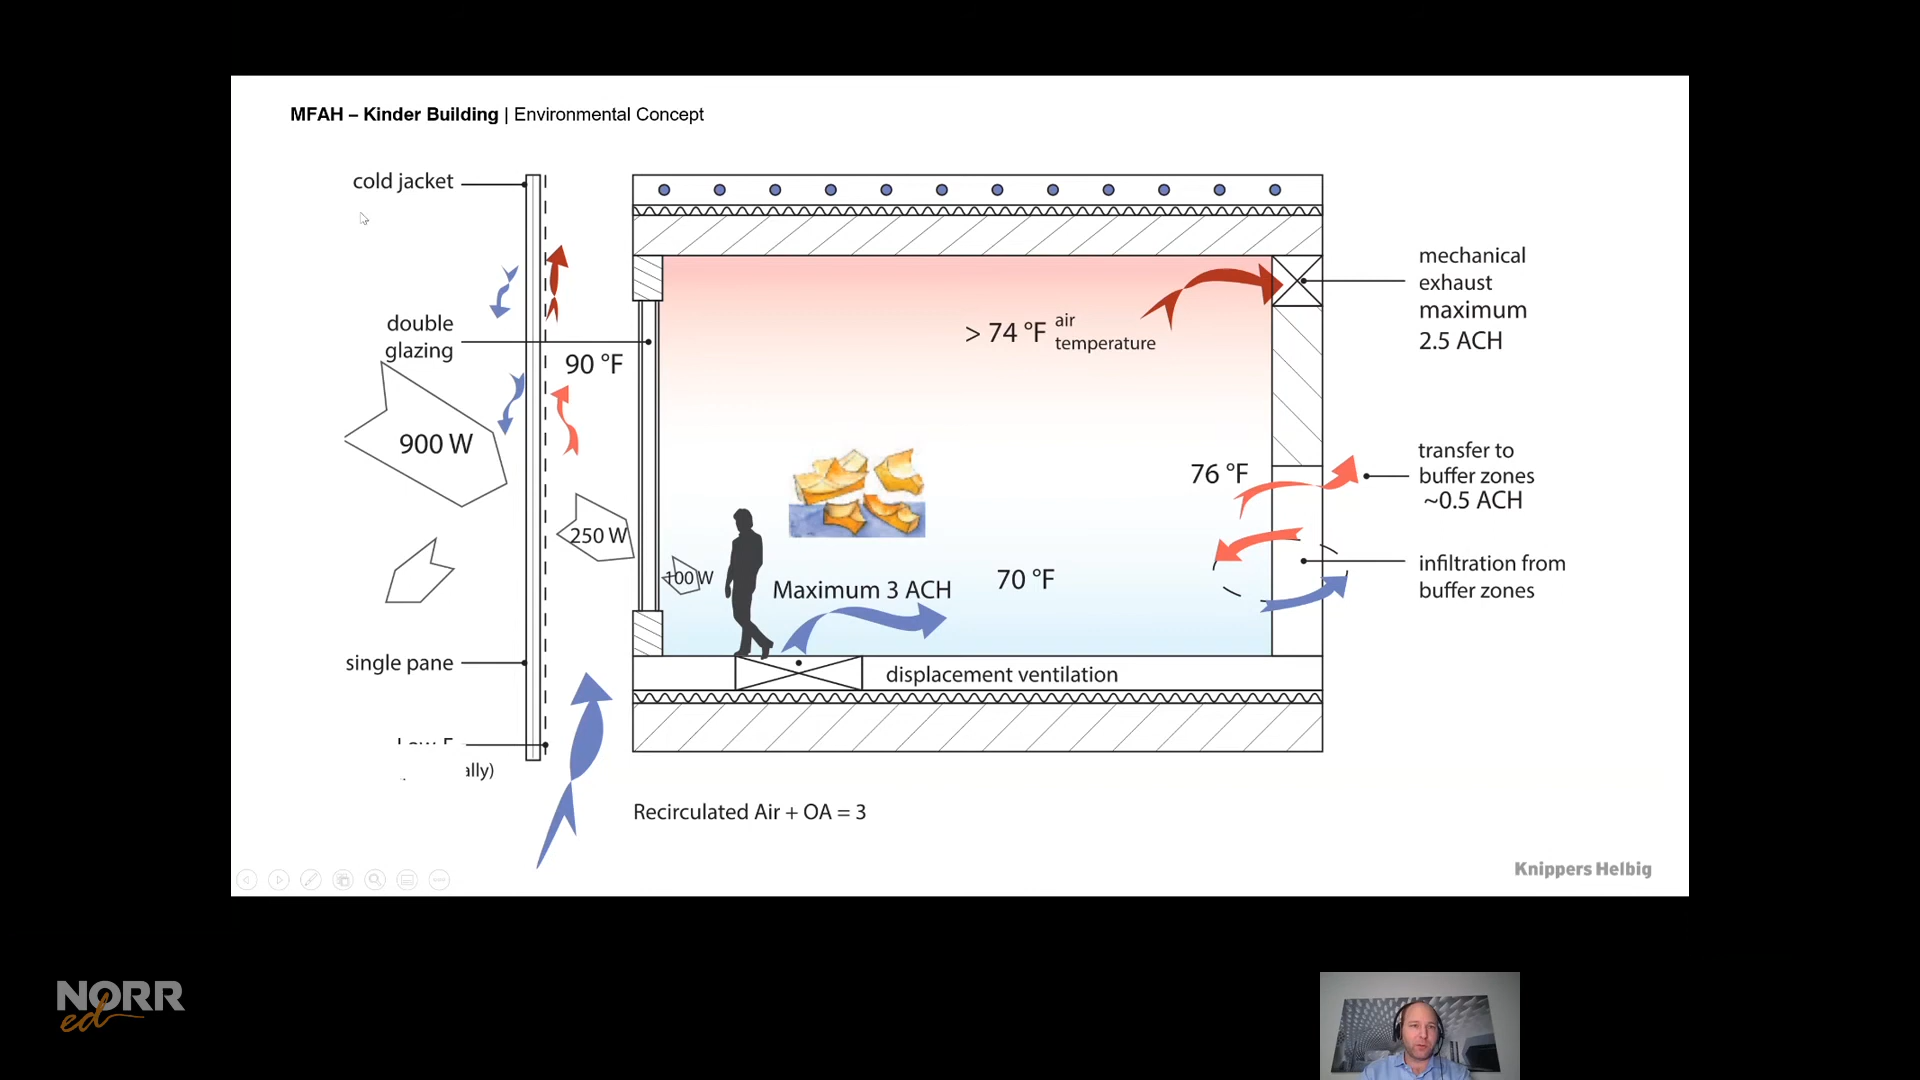 MFAH – Kinder Building | Environmental Concept
cold jacket
double
glazing
90 °F
900 W
250 W
100 W
single pane
ally)
> 74 °F air
temperature
76 °F
70 °F
Maximum 3 ACH
displacement ventilation
mechanical
exhaust
maximum
2.5 ACH
transfer to
buffer zones
~0.5 ACH
infiltration from
buffer zones
Recirculated Air + OA = 3
Knippers Helbig
NORR
ed